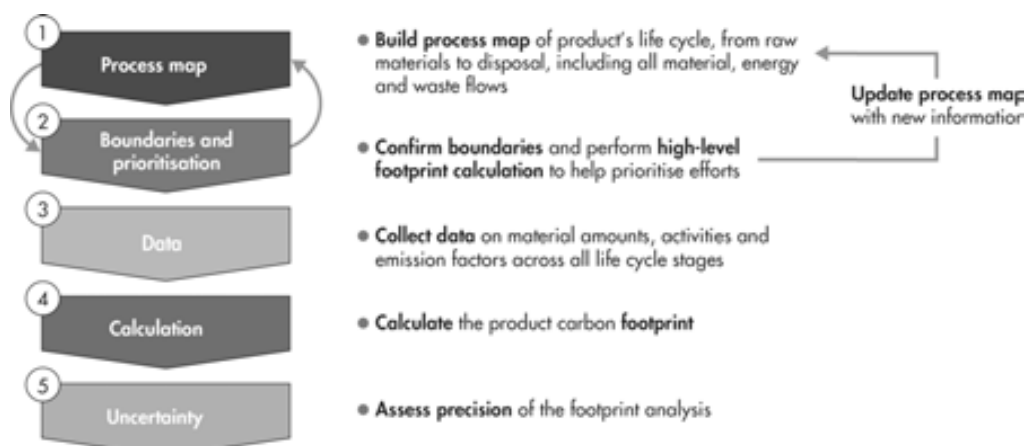 1
Process map
• Build process map of product's life cycle, from raw
materials to disposal, including all material, energy
and waste flows
Update process map
with new information
2
Boundaries and
prioritisation
• Confirm boundaries and perform high-level
footprint calculation to help prioritise efforts
3
Data
• Collect data on material amounts, activities and
emission factors across all life cycle stages
4
Calculation
• Calculate the product carbon footprint
5
Uncertainty
• Assess precision of the footprint analysis